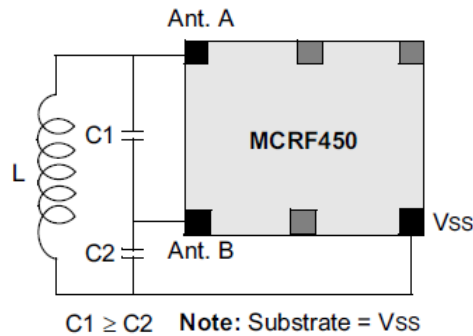 Ant. A
C1
MCRF450
L
VSS
C2
Ant. B
C1 ≥ C2 Note: Substrate = VSS